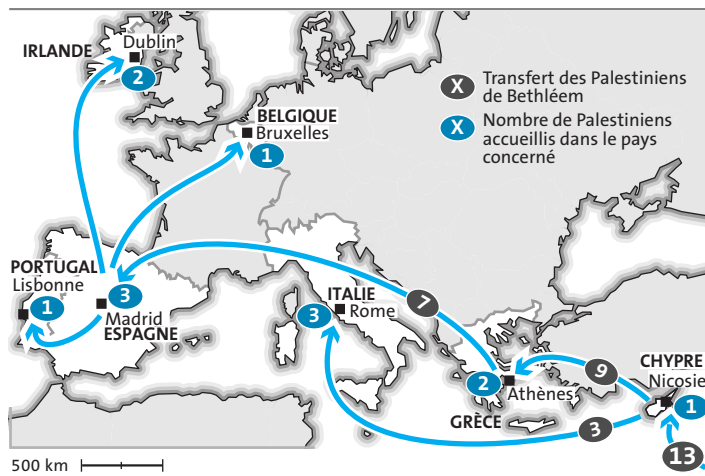 IRLANDE
Dublin
2
BELGIQUE
Bruxelles
1
X Transfert des Palestiniens
de Bethléem
X Nombre de Palestiniens
accueillis dans le pays
concerné
PORTUGAL
Lisbonne
1
3
Madrid
ESPAGNE
7
ITALIE
Rome
3
9
2
Athènes
GRÈCE
3
CHYPRE
Nicosie
1
13
500 km